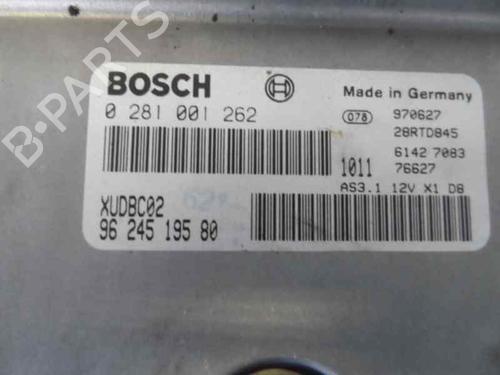 B-PARTS
BOSCH
Made in Germany
0 281 001 262
078 970627
28RTD845
1011 6142 7083
76627
AS3.1 12V X1 D8
XUDBC02
96 245 195 80